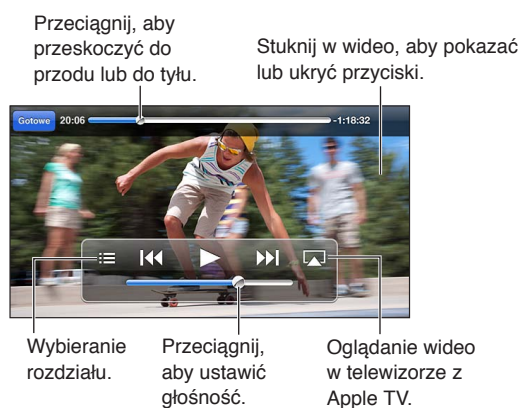 Przeciągnij, aby
przeskoczyć do
przodu lub do tyłu.
Stuknij w wideo, aby pokazać
lub ukryć przyciski.
Gotowe 20:06 -1:18:32
Wybieranie
rozdziału.
Przeciągnij,
aby ustawić
głośność.
Oglądanie wideo
w telewizorze z
Apple TV.